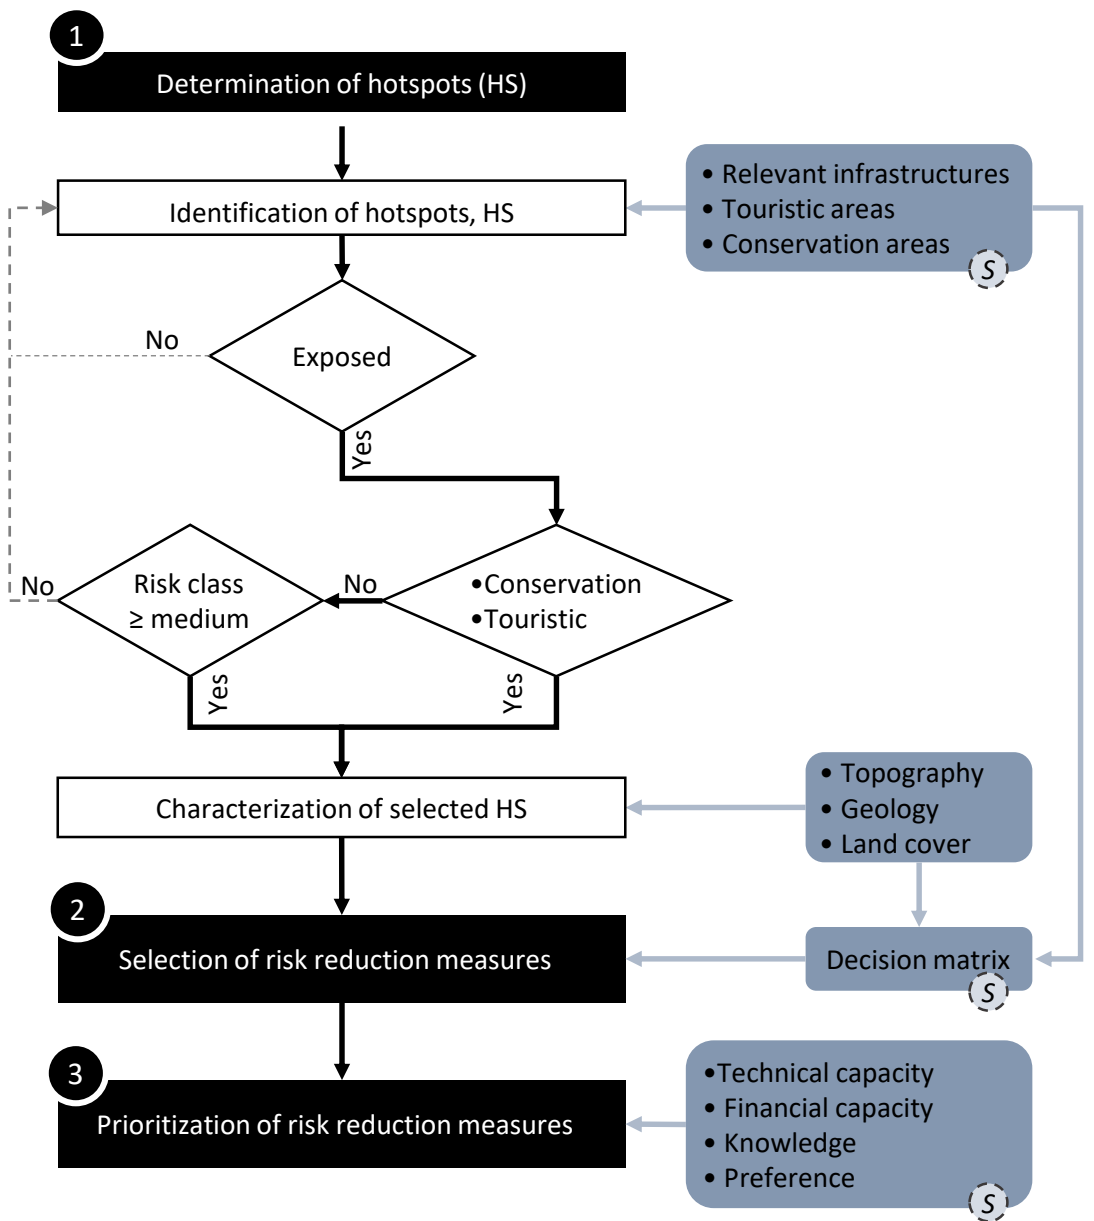 1
Determination of hotspots (HS)
Identification of hotspots, HS
• Relevant infrastructures
• Touristic areas
• Conservation areas
S
No
Exposed
Yes
No
Risk class
≥ medium
No
•Conservation
•Touristic
Yes
Yes
Characterization of selected HS
• Topography
• Geology
• Land cover
2
Selection of risk reduction measures
Decision matrix
S
3
Prioritization of risk reduction measures
•Technical capacity
• Financial capacity
• Knowledge
• Preference
S